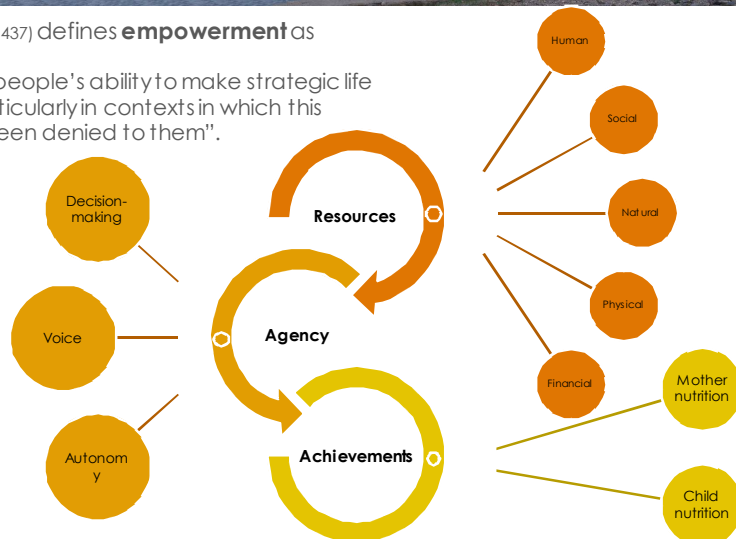 437) defines empowerment as
people's ability to make strategic life
ticularly in contexts in which this
een denied to them".
Human
Social
Decision-
making
Resources
Natural
Physical
Voice
Agency
Financial
Mother
nutrition
Autonom
y
Achievements
Child
nutrition